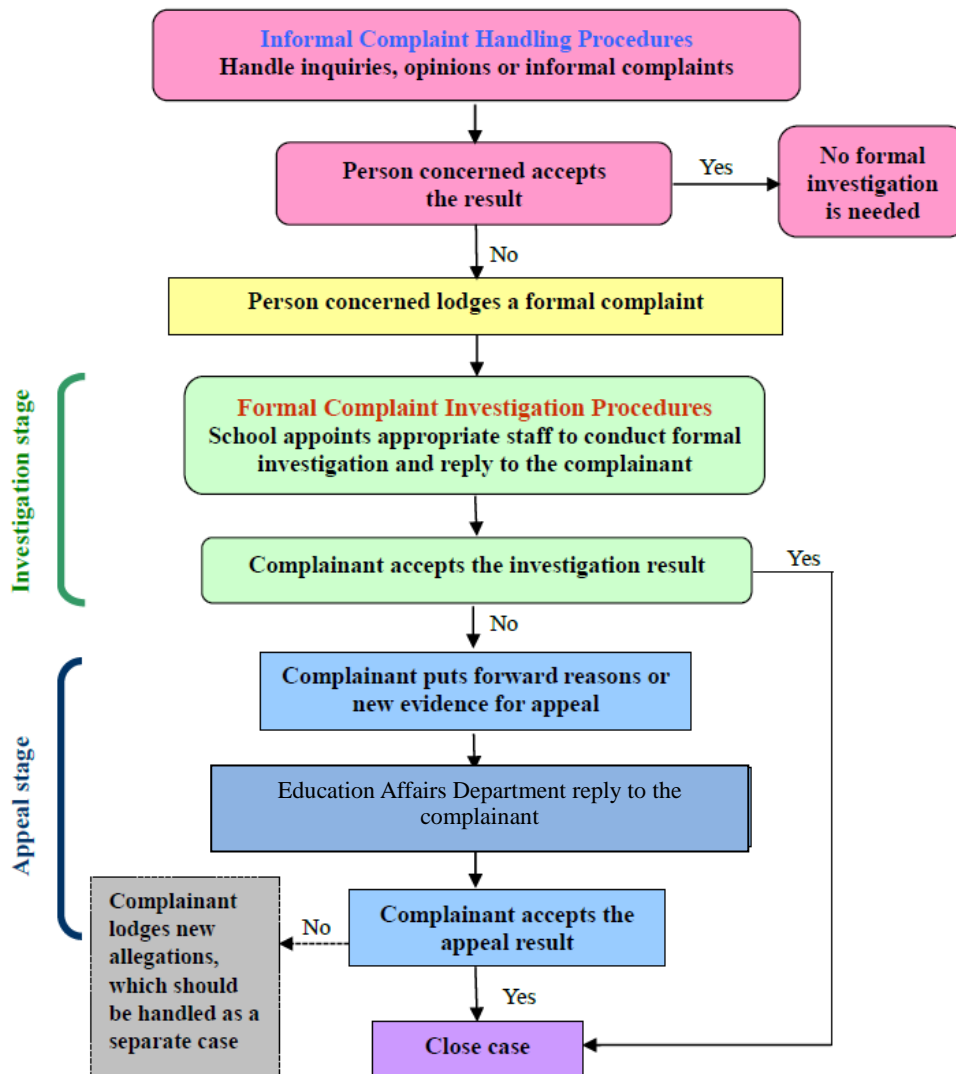 Informal Complaint Handling Procedures
Handle inquiries, opinions or informal complaints
Person concerned accepts
the result
Yes
No formal
investigation
is needed
No
Person concerned lodges a formal complaint
Investigation stage
Formal Complaint Investigation Procedures
School appoints appropriate staff to conduct formal
investigation and reply to the complainant
Complainant accepts the investigation result
Yes
No
Appeal stage
Complainant puts forward reasons or
new evidence for appeal
Education Affairs Department reply to the
complainant
Complainant accepts the
appeal result
No
Complainant
lodges new
allegations,
which should
be handled as a
separate case
Yes
Close case